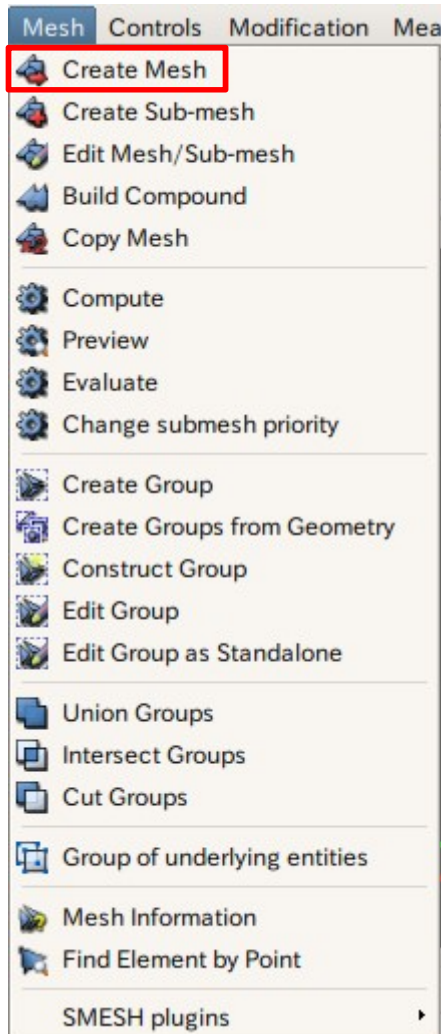 Mesh Controls Modification Mea
Create Mesh
Create Sub-mesh
Edit Mesh/Sub-mesh
Build Compound
Copy Mesh
Compute
Preview
Evaluate
Change submesh priority
Create Group
Create Groups from Geometry
Construct Group
Edit Group
Edit Group as Standalone
Union Groups
Intersect Groups
Cut Groups
Group of underlying entities
Mesh Information
Find Element by Point
SMESH plugins